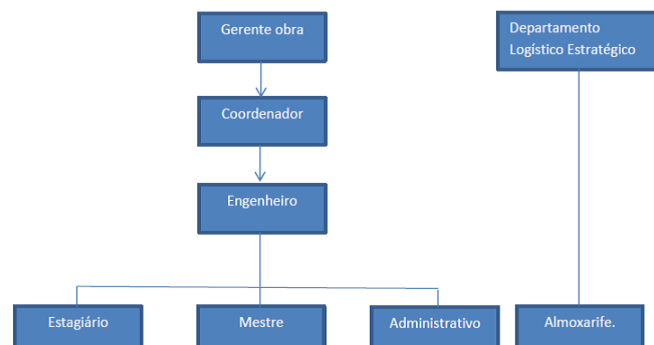 Gerente obra
Departamento
Logístico Estratégico
Coordenador
Engenheiro
Estagiário
Mestre
Administrativo
Almoxarife.